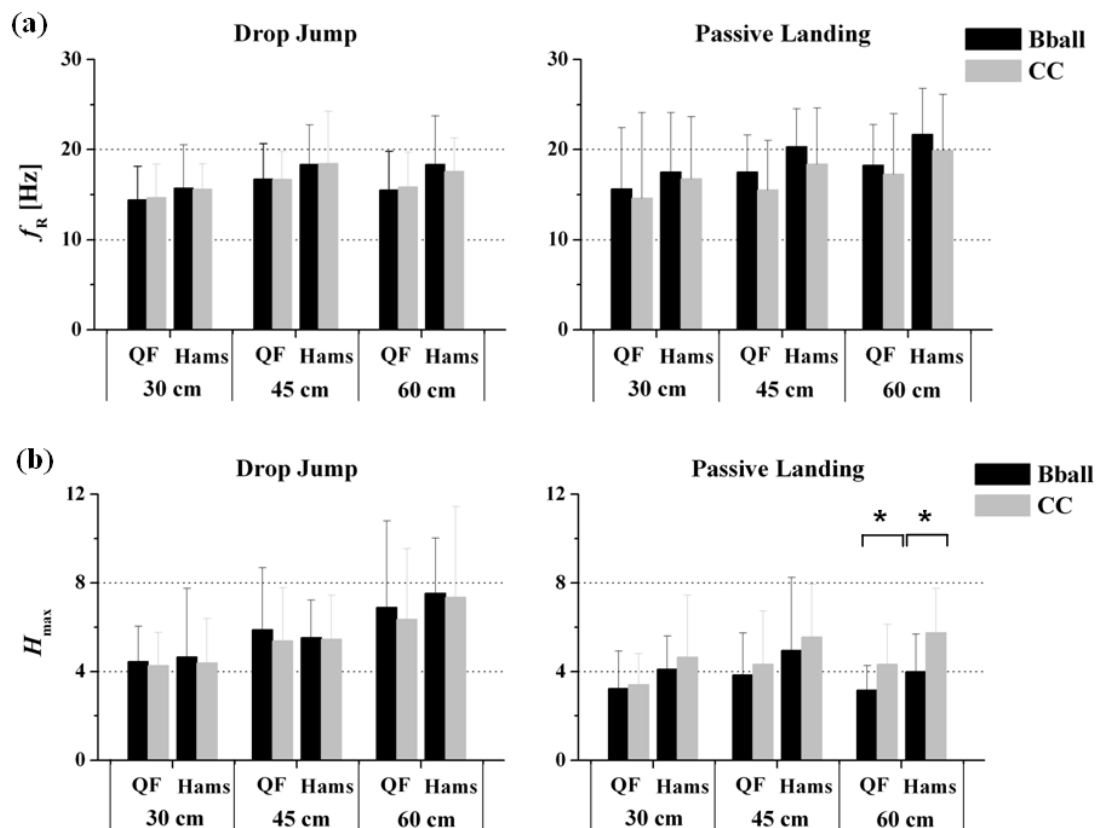 (a)
Drop Jump
Passive Landing
Bball
CC
30
20
10
0
f_R [Hz]
QF Hams QF Hams QF Hams
30 cm 45 cm 60 cm
30
20
10
0
QF Hams QF Hams QF Hams
30 cm 45 cm 60 cm
(b)
Drop Jump
Passive Landing
Bball
CC
12
8
4
0
H_max
QF Hams QF Hams QF Hams
30 cm 45 cm 60 cm
12
8
4
0
* *
QF Hams QF Hams QF Hams
30 cm 45 cm 60 cm